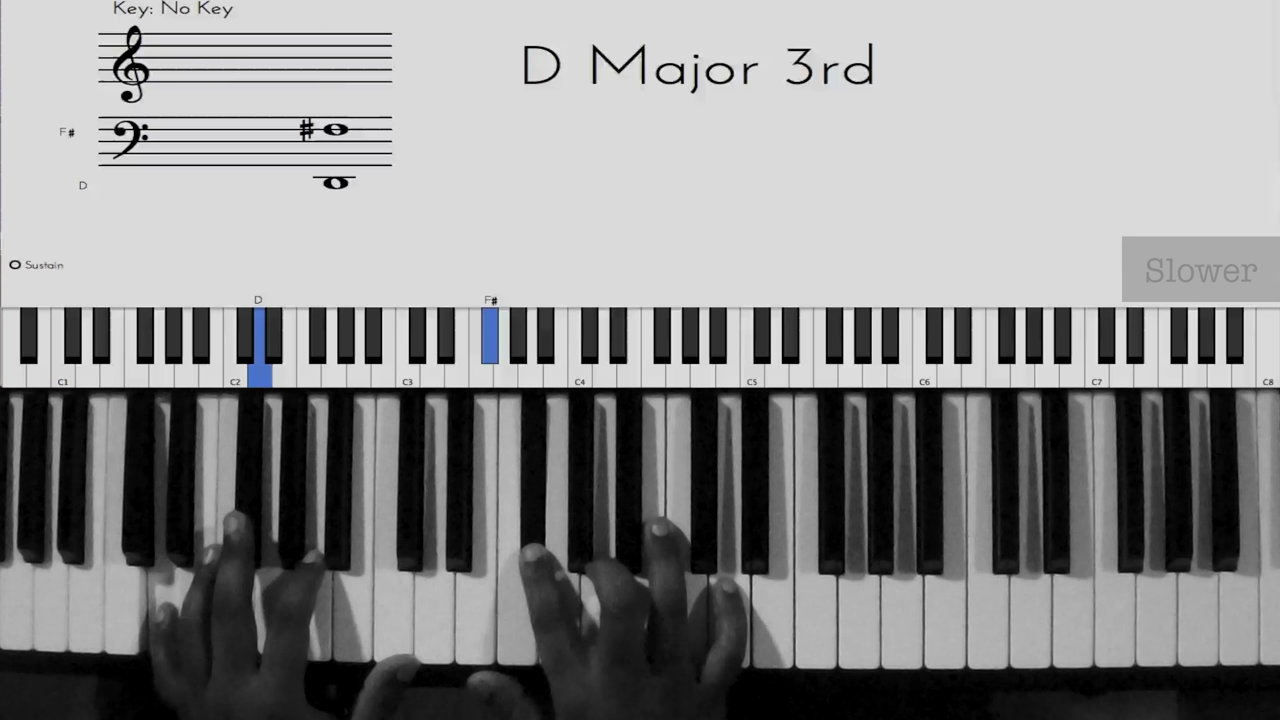 Key: No Key
D Major 3rd
F#
D
Sustain
Slower
D
F#
C1
C2
C3
C4
C5
C6
C7
C8